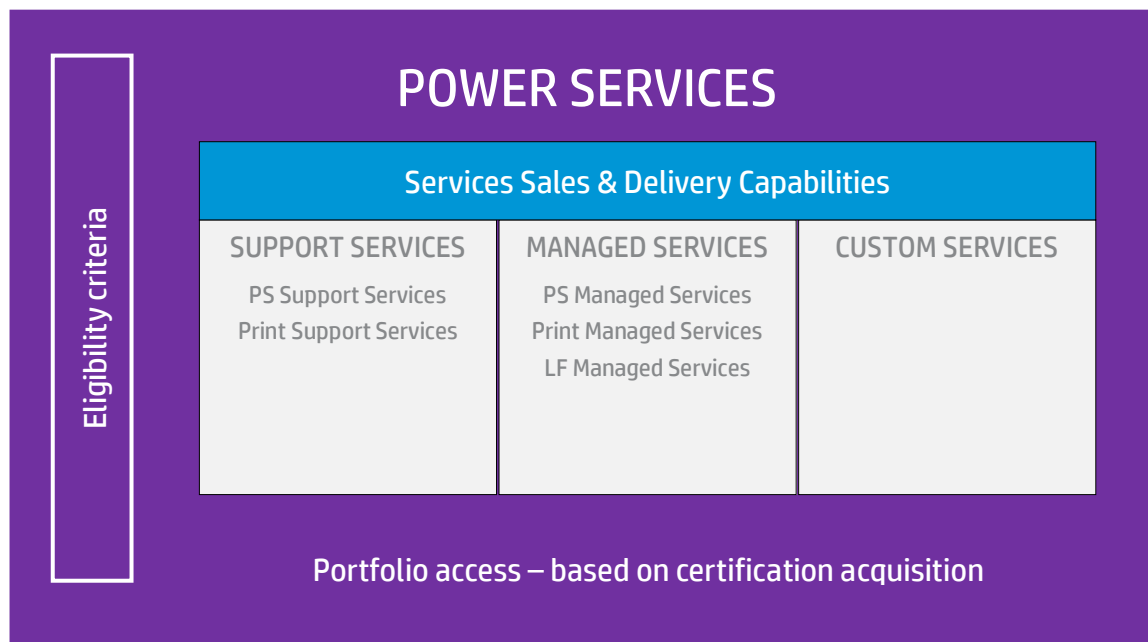 POWER SERVICES
Eligibility criteria
Services Sales & Delivery Capabilities
SUPPORT SERVICES
PS Support Services
Print Support Services
MANAGED SERVICES
PS Managed Services
Print Managed Services
LF Managed Services
CUSTOM SERVICES
Portfolio access – based on certification acquisition